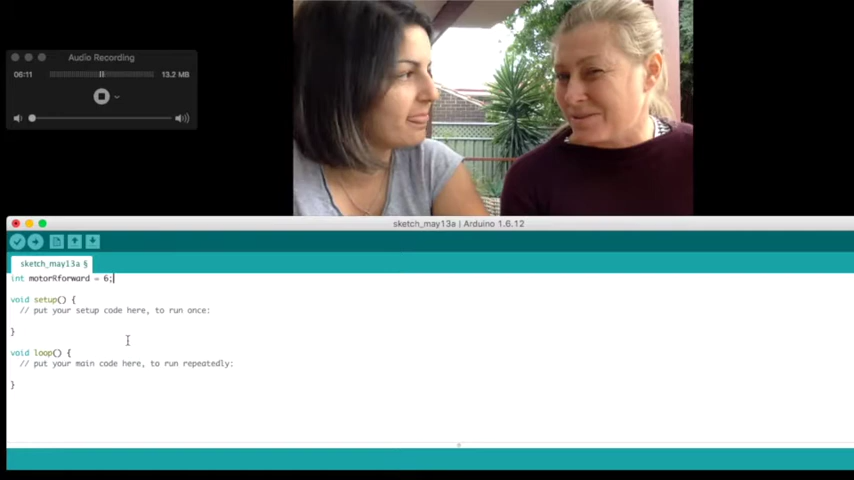 Audio Recording
06:11
13.2 MB
sketch_may13a | Arduino 1.6.12
sketch_may13a §
int motorRforward = 6;
void setup() {
// put your setup code here, to run once:
}
void loop() {
// put your main code here, to run repeatedly:
}